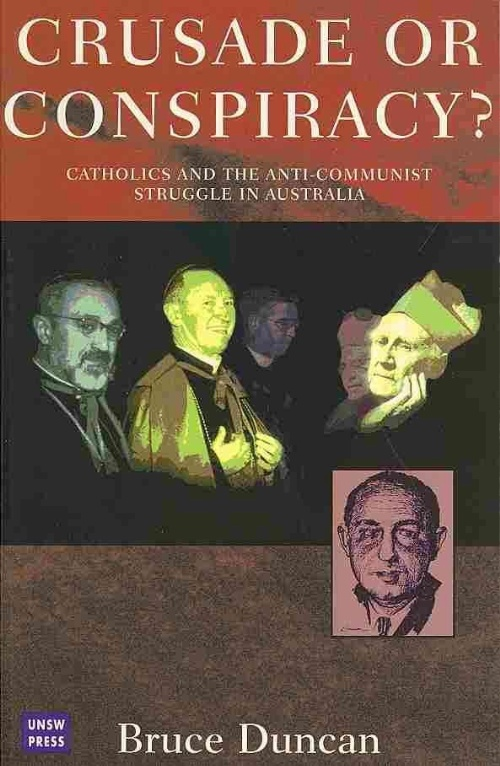 CRUSADE OR
CONSPIRACY?
CATHOLICS AND THE ANTI-COMMUNIST
STRUGGLE IN AUSTRALIA
UNSW
PRESS
Bruce Duncan